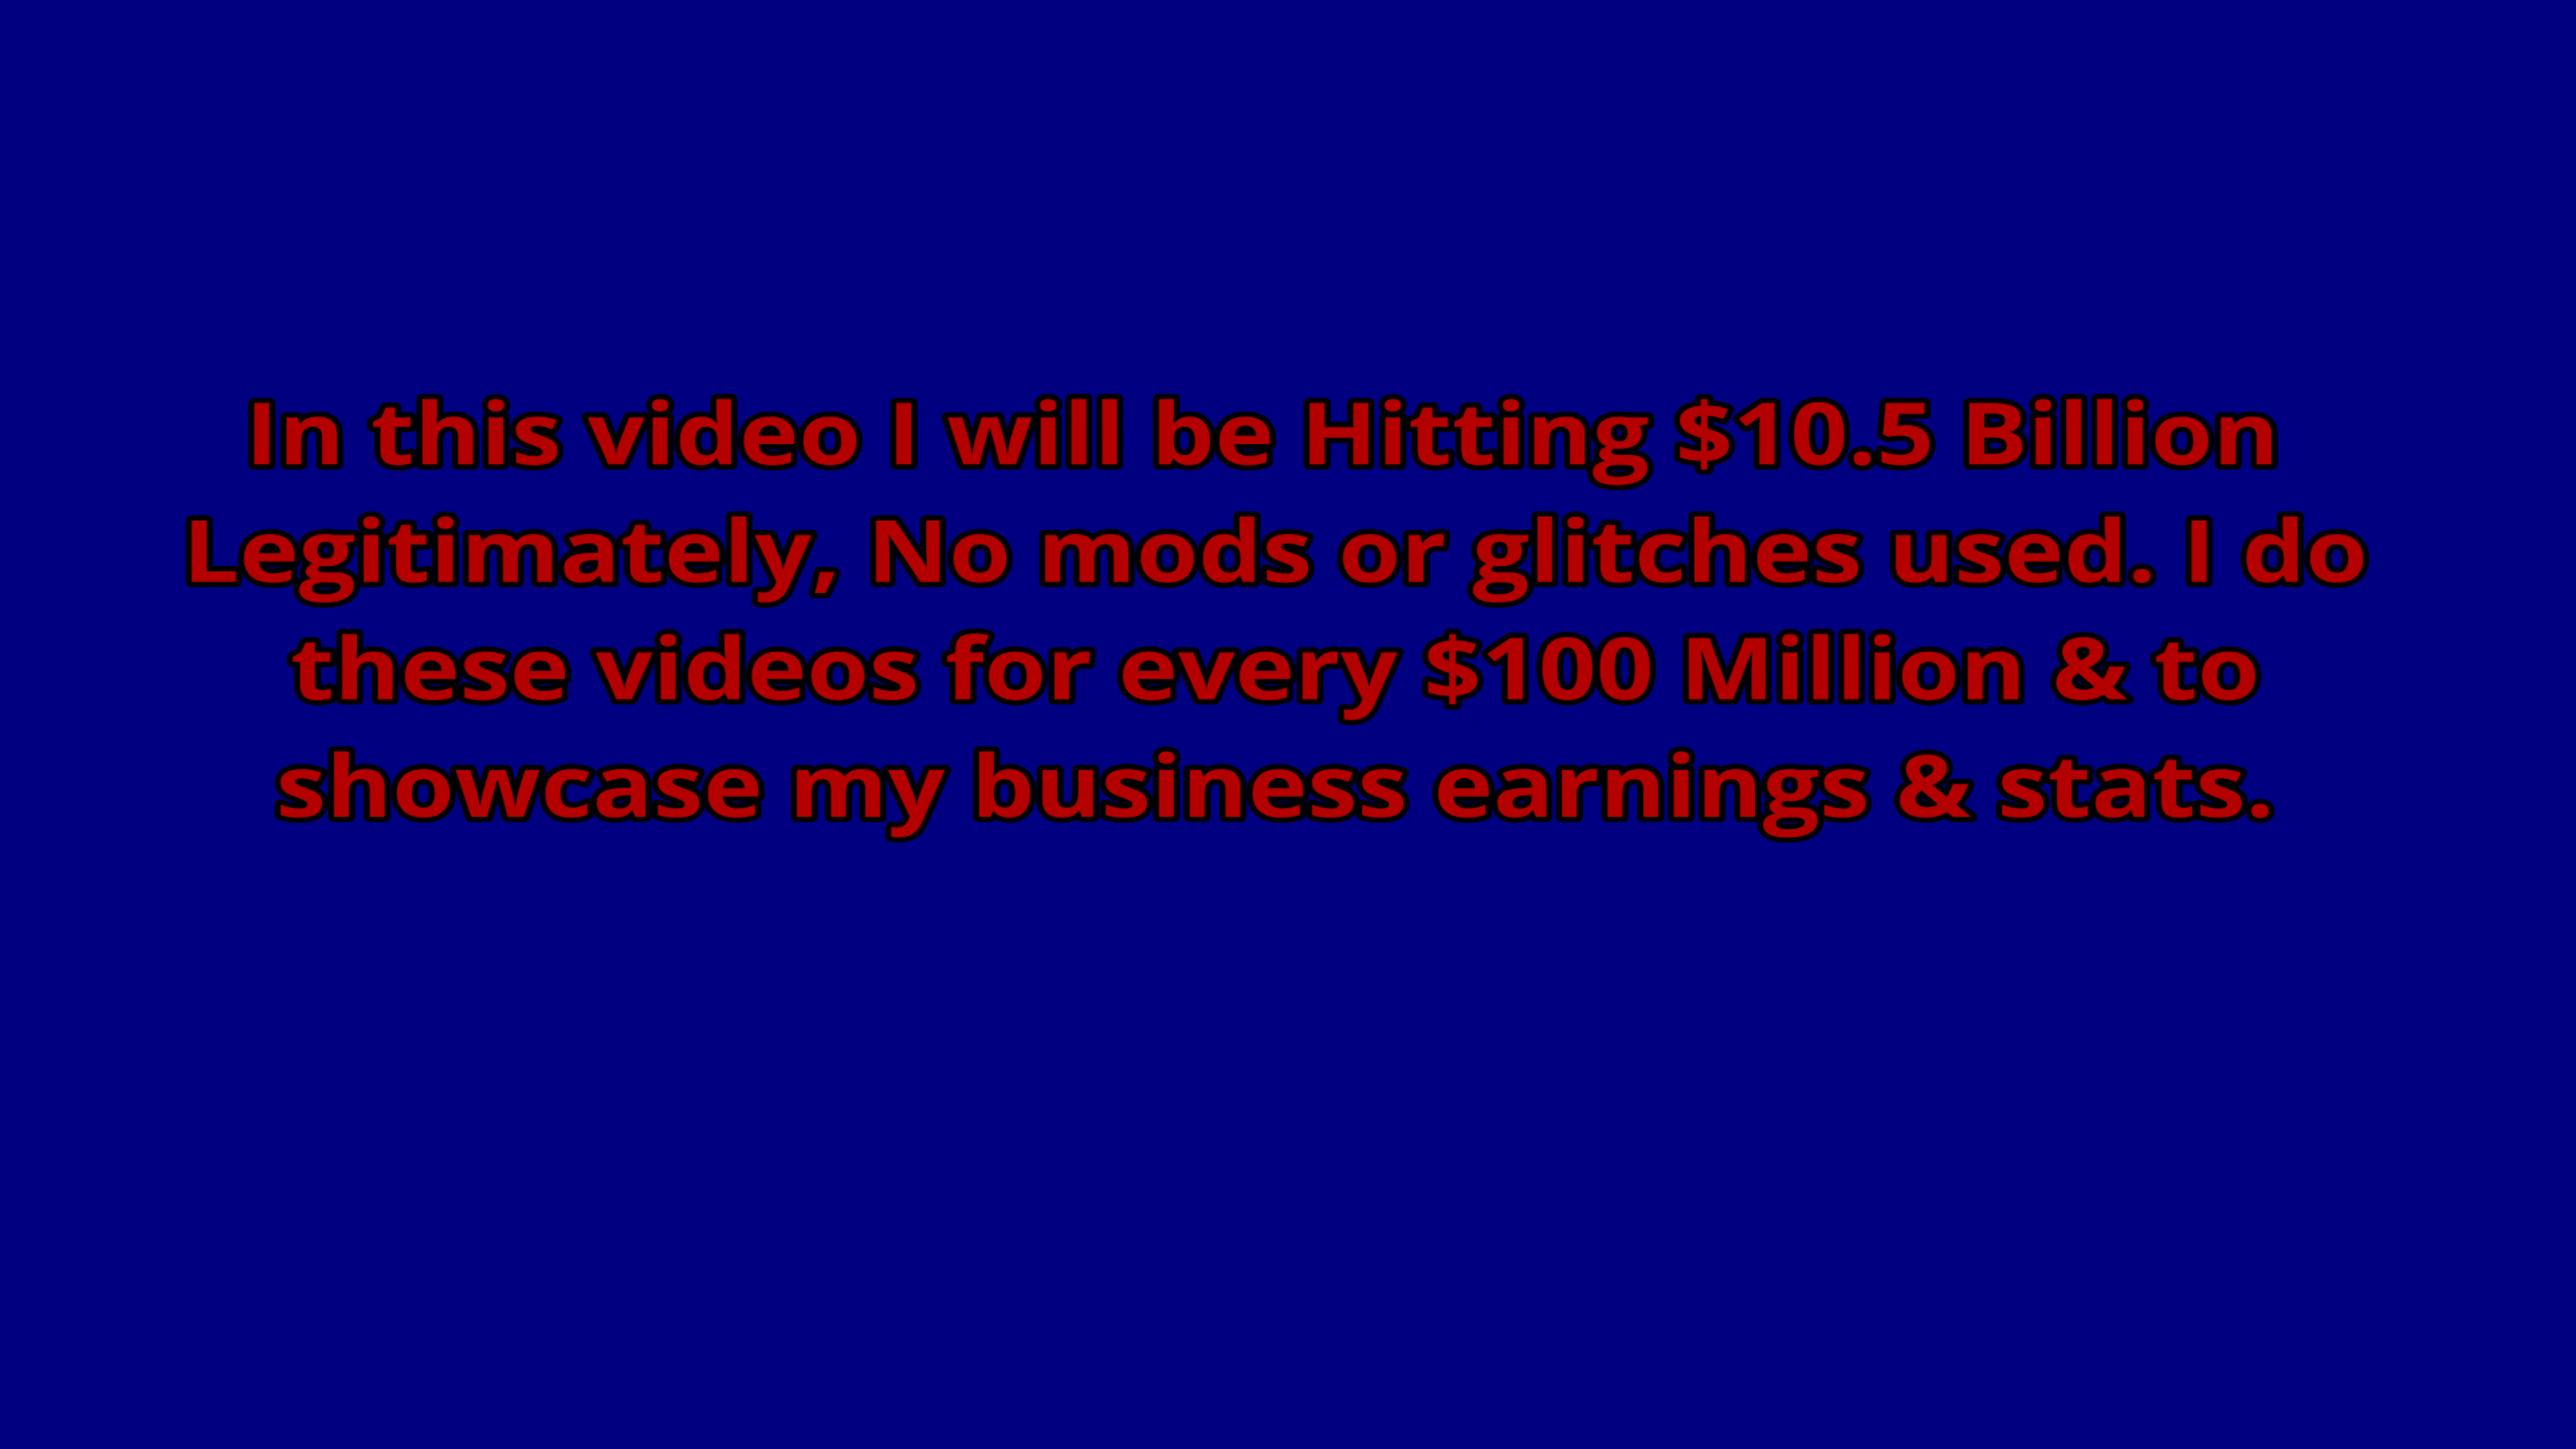 In this video I will be Hitting $10.5 Billion
Legitimately, No mods or glitches used. I do
these videos for every $100 Million & to
showcase my business earnings & stats.